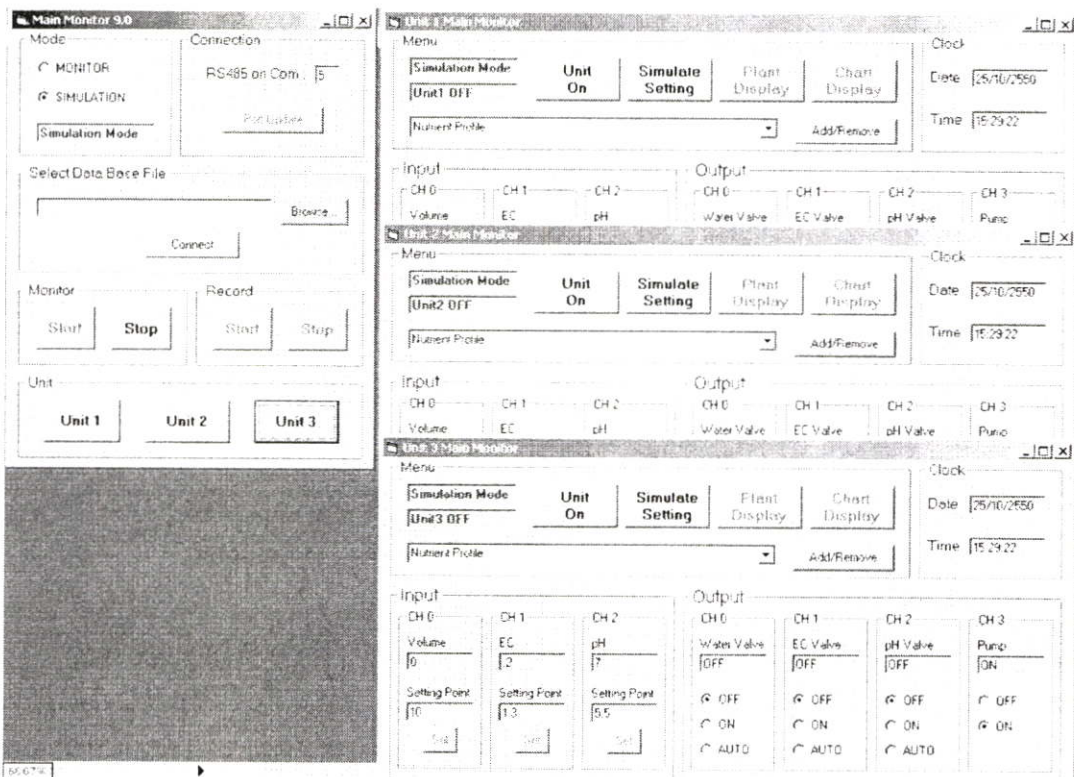 Main Monitor 9.0
Mode
MONITOR
SIMULATION
Simulation Mode
Connection
RS485 on Com. 5
Port Update
Select Data Base File
Browse...
Connect
Monitor
Start Stop
Record
Start Stop
Unit
Unit 1 Unit 2 Unit 3
Unit 1 Main Monitor
Menu
Simulation Mode
Unit1 OFF
Unit On
Simulate Setting
Plant Display
Chart Display
Nutrient Profile
Add/Remove
Clock
Date 25/10/2550
Time 15:29:22
Input
CH 0 CH 1 CH 2
Volume EC pH
Output
CH 0 CH 1 CH 2 CH 3
Water Valve EC Valve pH Valve Pump
Unit 2 Main Monitor
Menu
Simulation Mode
Unit2 OFF
Unit On
Simulate Setting
Plant Display
Chart Display
Nutrient Profile
Add/Remove
Clock
Date 25/10/2550
Time 15:29:22
Input
CH 0 CH 1 CH 2
Volume EC pH
Output
CH 0 CH 1 CH 2 CH 3
Water Valve EC Valve pH Valve Pump
Unit 3 Main Monitor
Menu
Simulation Mode
Unit3 OFF
Unit On
Simulate Setting
Plant Display
Chart Display
Nutrient Profile
Add/Remove
Clock
Date 25/10/2550
Time 15:29:22
Input
CH 0 CH 1 CH 2
Volume EC pH
0 .2 7
Setting Point Setting Point Setting Point
10 1.3 5.5
Set Set Set
Output
CH 0 CH 1 CH 2 CH 3
Water Valve EC Valve pH Valve Pump
OFF OFF OFF ON
OFF OFF OFF OFF
ON ON ON ON
AUTO AUTO AUTO